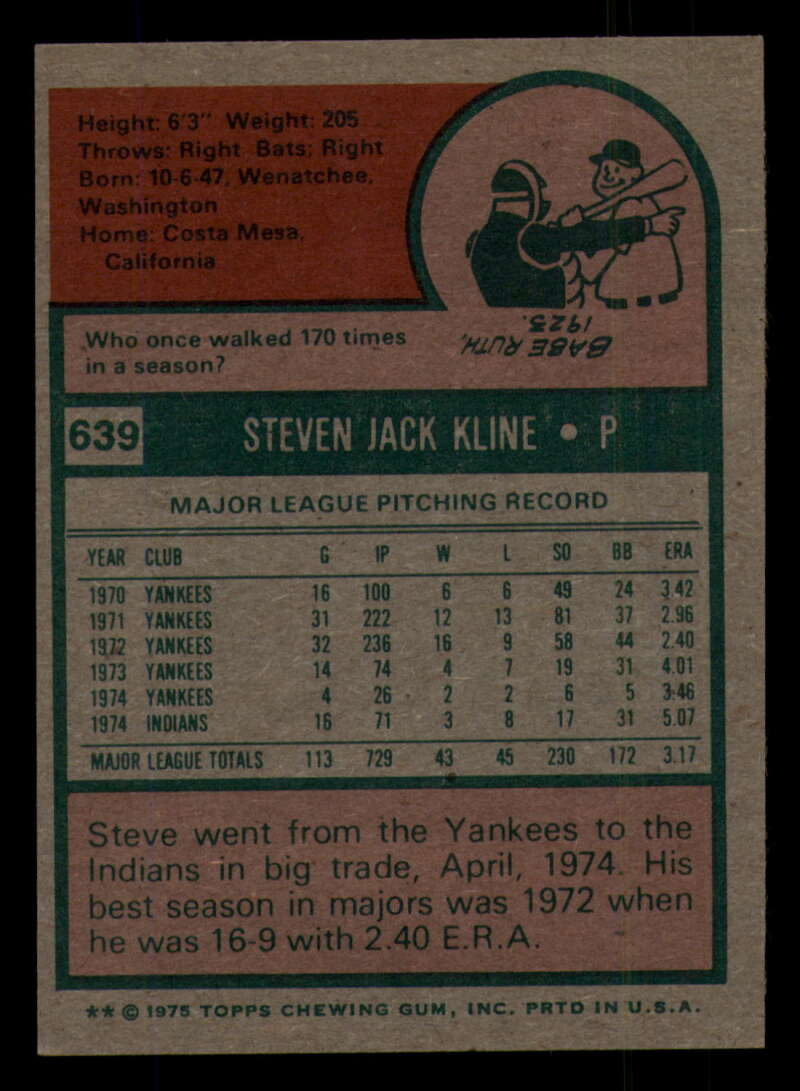 Height: 6'3" Weight: 205
Throws: Right Bats: Right
Born: 10-6-47, Wenatchee,
Washington
Home: Costa Mesa,
California
Who once walked 170 times
in a season?
BABE RUTH,
1923.
639 STEVEN JACK KLINE • P
MAJOR LEAGUE PITCHING RECORD
YEAR CLUB G IP W L SO BB ERA
1970 YANKEES 16 100 6 6 49 24 3.42
1971 YANKEES 31 222 12 13 81 37 2.96
1972 YANKEES 32 236 16 9 58 44 2.40
1973 YANKEES 14 74 4 7 19 31 4.01
1974 YANKEES 4 26 2 2 6 5 3.46
1974 INDIANS 16 71 3 8 17 31 5.07
MAJOR LEAGUE TOTALS 113 729 43 45 230 172 3.17
Steve went from the Yankees to the
Indians in big trade, April, 1974. His
best season in majors was 1972 when
he was 16-9 with 2.40 E.R.A.
** © 1975 TOPPS CHEWING GUM, INC. PRTD IN U.S.A.